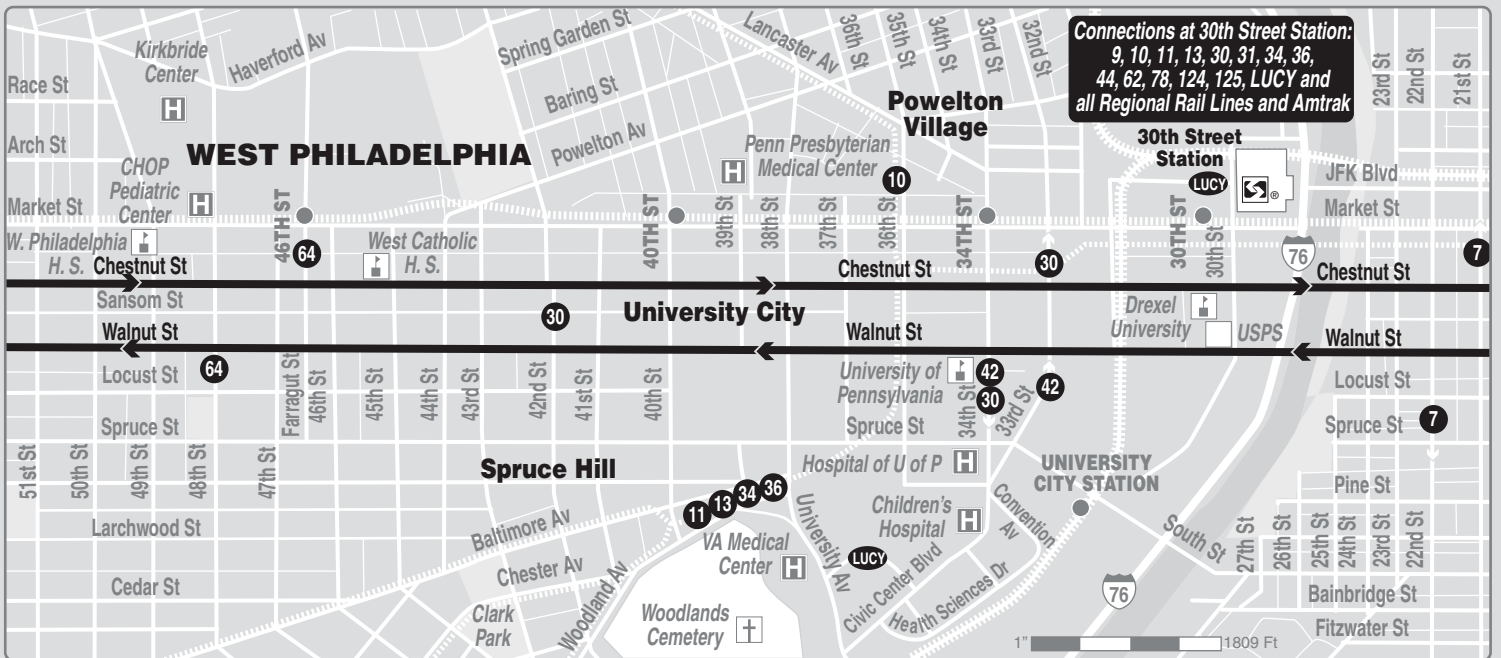 Connections at 30th Street Station:
9, 10, 11, 13, 30, 31, 34, 36,
44, 62, 78, 124, 125, LUCY and
all Regional Rail Lines and Amtrak
Kirkbride
Center
H
Haverford Av
Spring Garden St
Lancaster Av
36th St
35th St
34th St
33rd St
32nd St
23rd St
22nd St
21st St
Race St
Baring St
Powelton
Village
Arch St
WEST PHILADELPHIA
Powelton Av
H
Penn Presbyterian
Medical Center
10
30th Street
Station
LUCY
S®
JFK Blvd
CHOP
Pediatric
Center
H
Market St
Market St
46TH ST
40TH ST
39th St
38th St
37th St
36th St
34TH ST
30TH ST
30th St
W. Philadelphia
H. S.
64
West Catholic
H. S.
30
76
7
Chestnut St
Chestnut St
Chestnut St
Sansom St
30
University City
Drexel
University
USPS
Walnut St
Walnut St
Walnut St
Locust St
64
Farragut St
46th St
45th St
44th St
43rd St
42nd St
41st St
40th St
University of
Pennsylvania
42
30
34th St
33rd St
42
Locust St
Spruce St
Spruce St
Spruce St
7
51st St
50th St
49th St
48th St
47th St
Spruce Hill
Hospital of U of P
H
UNIVERSITY
CITY STATION
Pine St
11
13
34
36
Larchwood St
Baltimore Av
University Av
Children's
Hospital
H
Convention
Av
South St
27th St
26th St
25th St
24th St
23rd St
22nd St
VA Medical
Center
H
LUCY
Cedar St
Chester Av
Woodland Av
Civic Center Blvd
Health Sciences Dr
76
Bainbridge St
Clark
Park
Woodlands
Cemetery
1"
1809 Ft
Fitzwater St